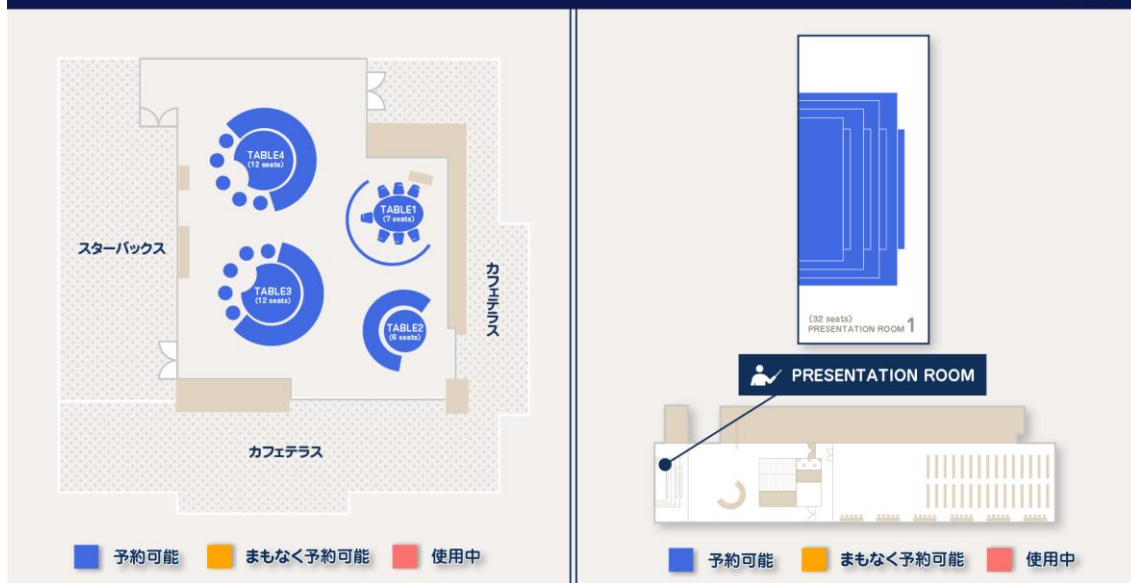 TABLE4
(12 seats)
TABLE1
(7 seats)
スターバックス
TABLE3
(12 seats)
カフェテラス
TABLE2
(6 seats)
カフェテラス
予約可能
まもなく予約可能
使用中
(32 seats)
PRESENTATION ROOM 1
PRESENTATION ROOM
予約可能
まもなく予約可能
使用中